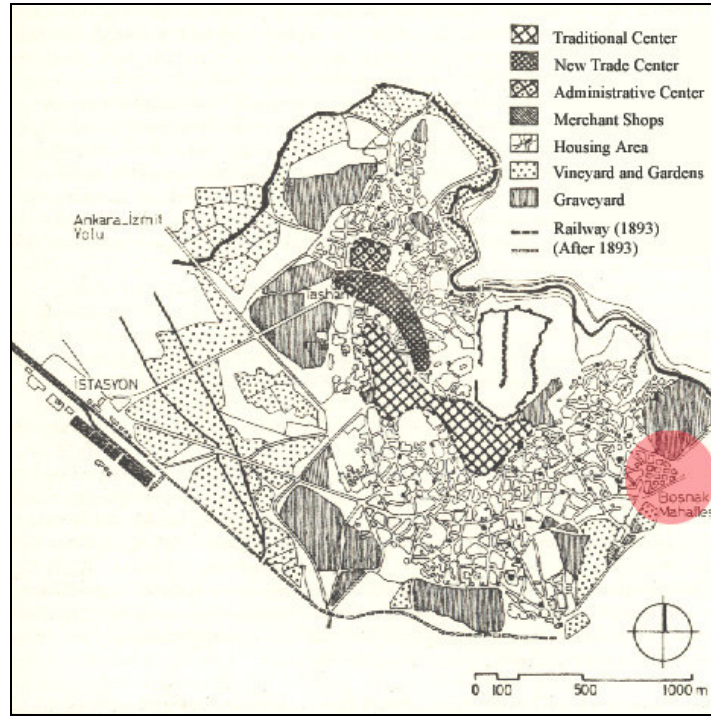 Traditional Center
New Trade Center
Administrative Center
Merchant Shops
Housing Area
Vineyard and Gardens
Graveyard
Railway (1893)
(After 1893)
Ankara_İzmit
Yolu
Tashan
İSTASYON
Bosnak
Mahalles
0 100 500 1000 m